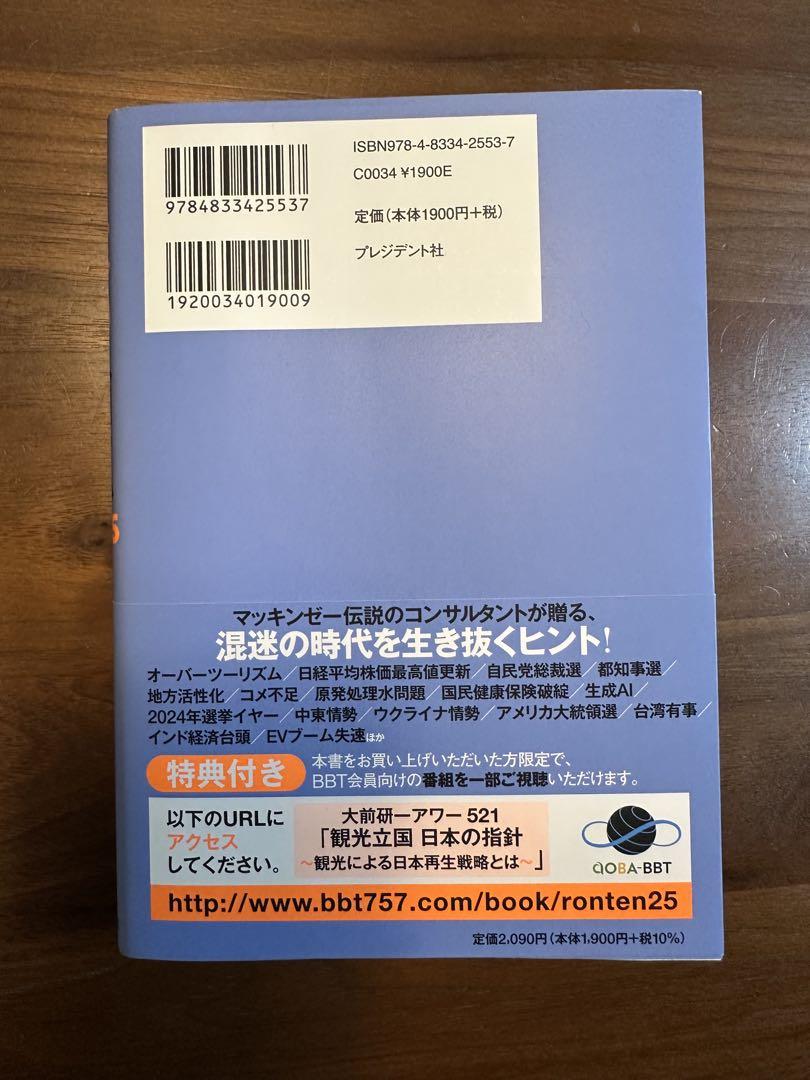 ISBN978-4-8334-2553-7
C0034 ¥1900E
定価(本体1900円+税)
プレジデント社
9784833425537
1920034019009
5
マッキンゼー伝説のコンサルタントが贈る、
混迷の時代を生き抜くヒント!
オーバーツーリズム/日経平均株価最高値更新/自民党総裁選/都知事選/
地方活性化/コメ不足/原発処理水問題/国民健康保険破綻/生成AI/
2024年選挙イヤー/中東情勢/ウクライナ情勢/アメリカ大統領選/台湾有事/
インド経済台頭/EVブーム失速ほか
特典付き
本書をお買い上げいただいた方限定で、
BBT会員向けの番組を一部ご視聴いただけます。
以下のURLに
アクセス
してください。
大前研一アワー 521
「観光立国 日本の指針
~観光による日本再生戦略とは~」
AOBA-BBT
http://www.bbt757.com/book/ronten25
定価2,090円(本体1,900円+税10%)